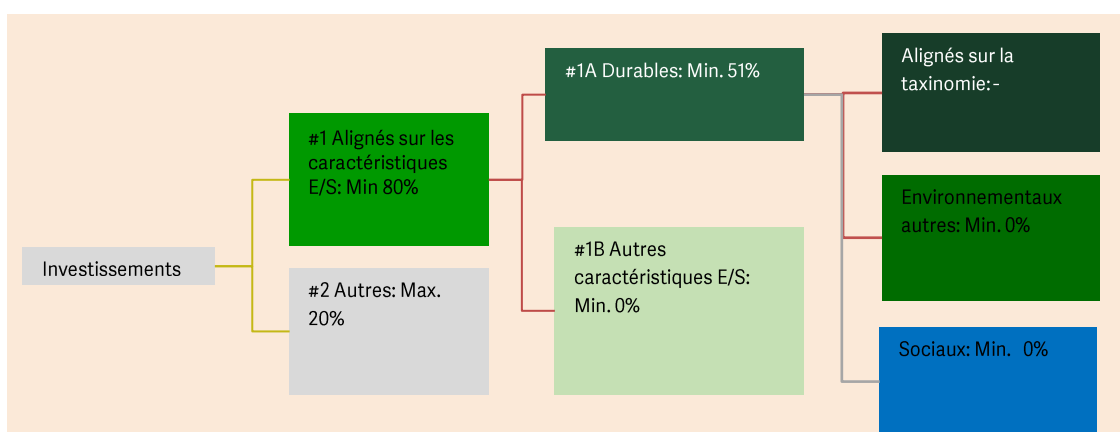 Investissements
#1 Alignés sur les
caractéristiques
E/S: Min 80%
#2 Autres: Max.
20%
#1A Durables: Min. 51%
#1B Autres
caractéristiques E/S:
Min. 0%
Alignés sur la
taxinomie:-
Environnementaux
autres: Min. 0%
Sociaux: Min. 0%